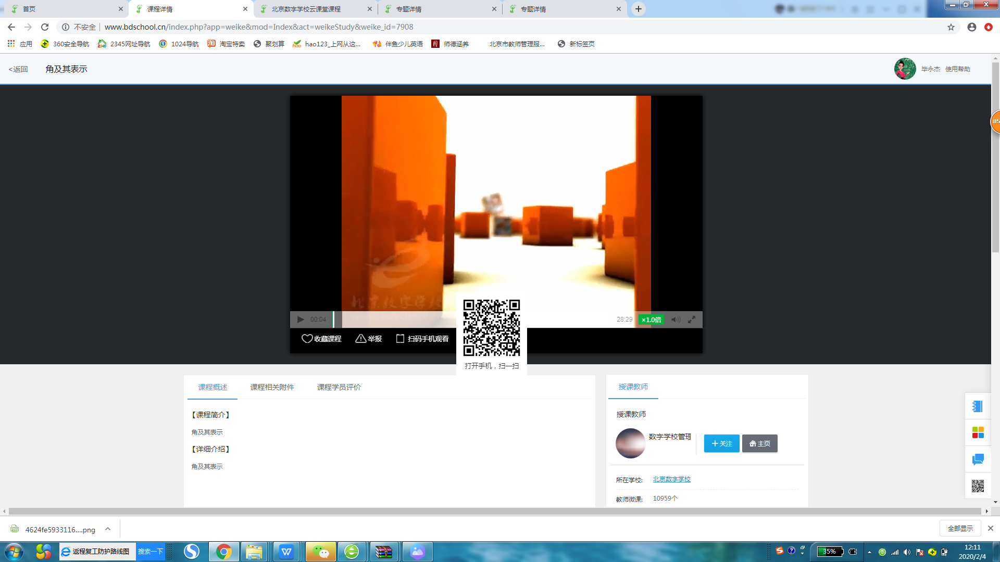 首页
课程详情
北京数字学校云课堂课程
专题详情
专题详情
不安全
www.bdschool.cn/index.php?app=weike&mod=Index&act=weikeStudy&weike_id=7908
应用
360安全导航
2345网址导航
1024导航
淘宝特卖
聚划算
hao123_上网从这...
伴鱼少儿英语
师德涵养
北京市教师管理服...
新标签页
<返回
角及其表示
毕永杰
使用帮助
85
北京数字学校
00:04
28:29
×1.0倍
收藏课程
举报
扫码手机观看
打开手机，扫一扫
课程概述
课程相关附件
课程学员评价
【课程简介】
角及其表示
【详细介绍】
角及其表示
授课教师
授课教师
数字学校管理
+关注
主页
所在学校:
北京数字学校
教师微课:
10959个
4624fe5933116....png
全部显示
返程复工防护路线图
搜索一下
35%
12:11
2020/2/4